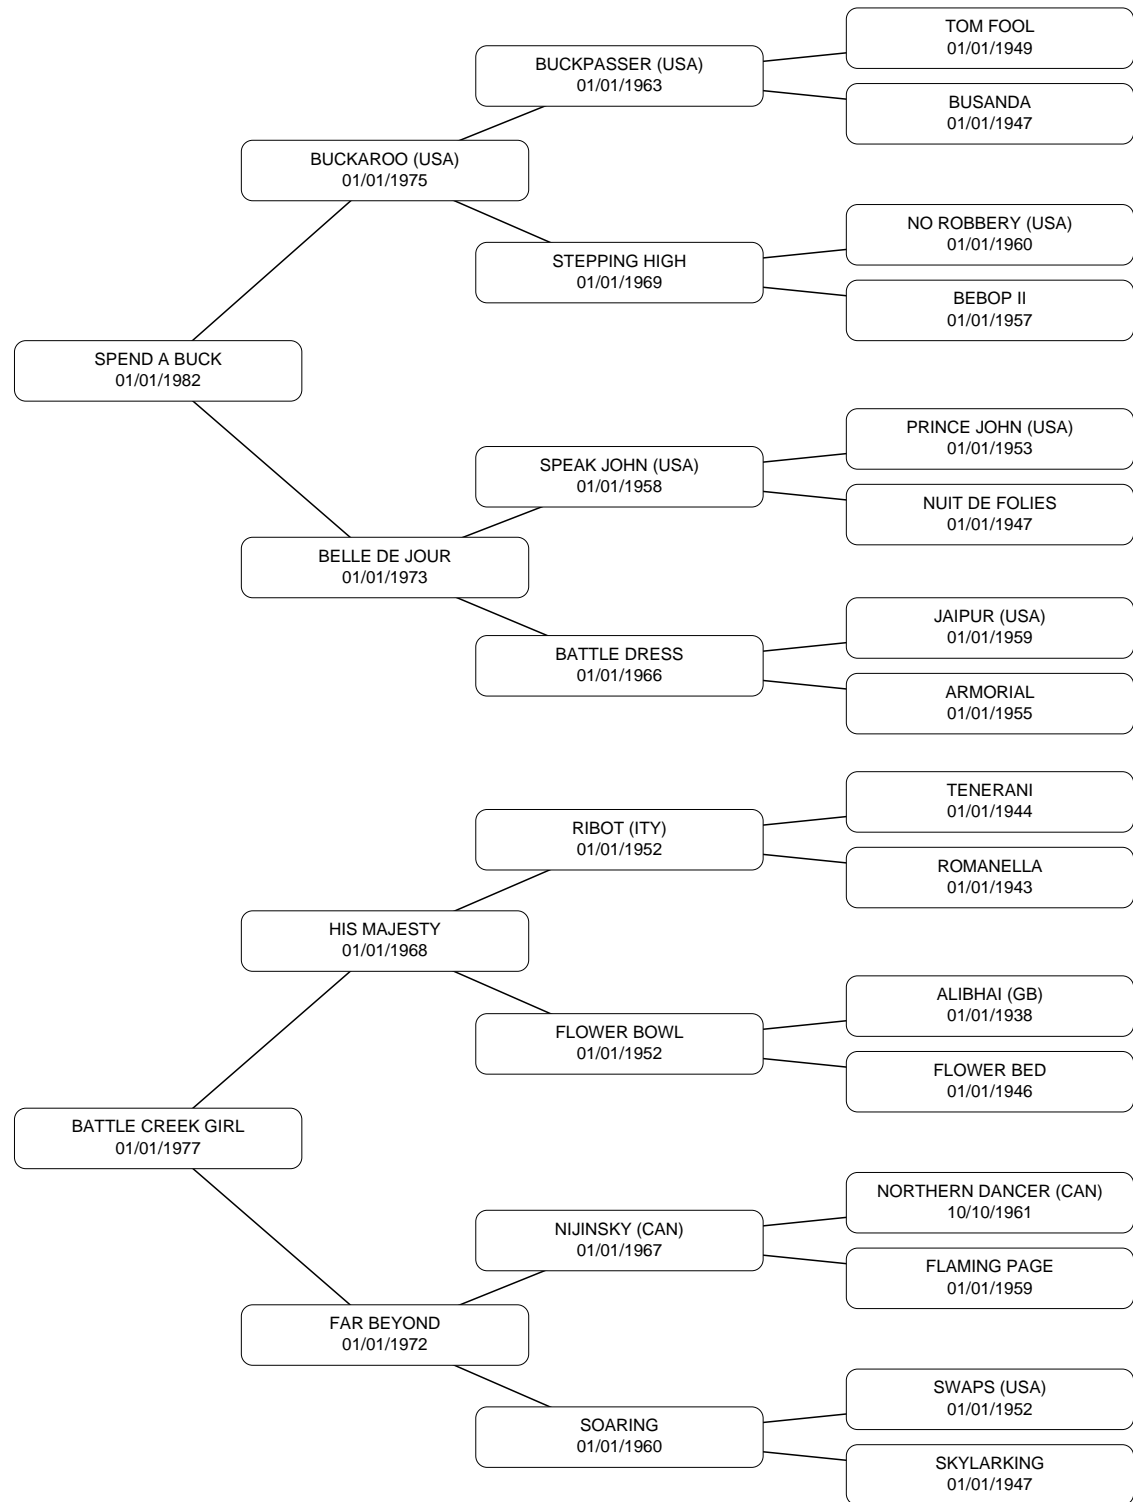 TOM FOOL
01/01/1949
BUCKPASSER (USA)
01/01/1963
BUSANDA
01/01/1947
BUCKAROO (USA)
01/01/1975
NO ROBBERY (USA)
01/01/1960
STEPPING HIGH
01/01/1969
BEBOP II
01/01/1957
SPEND A BUCK
01/01/1982
PRINCE JOHN (USA)
01/01/1953
SPEAK JOHN (USA)
01/01/1958
NUIT DE FOLIES
01/01/1947
BELLE DE JOUR
01/01/1973
JAIPUR (USA)
01/01/1959
BATTLE DRESS
01/01/1966
ARMORIAL
01/01/1955
TENERANI
01/01/1944
RIBOT (ITY)
01/01/1952
ROMANELLA
01/01/1943
HIS MAJESTY
01/01/1968
ALIBHAI (GB)
01/01/1938
FLOWER BOWL
01/01/1952
FLOWER BED
01/01/1946
BATTLE CREEK GIRL
01/01/1977
NORTHERN DANCER (CAN)
10/10/1961
NIJINSKY (CAN)
01/01/1967
FLAMING PAGE
01/01/1959
FAR BEYOND
01/01/1972
SWAPS (USA)
01/01/1952
SOARING
01/01/1960
SKYLARKING
01/01/1947